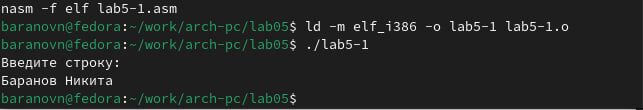 nasm -f elf lab5-1.asm
baranovn@fedora:~/work/arch-pc/lab05$ ld -m elf_i386 -o lab5-1 lab5-1.o
baranovn@fedora:~/work/arch-pc/lab05$ ./lab5-1
Введите строку:
Баранов Никита
baranovn@fedora:~/work/arch-pc/lab05$